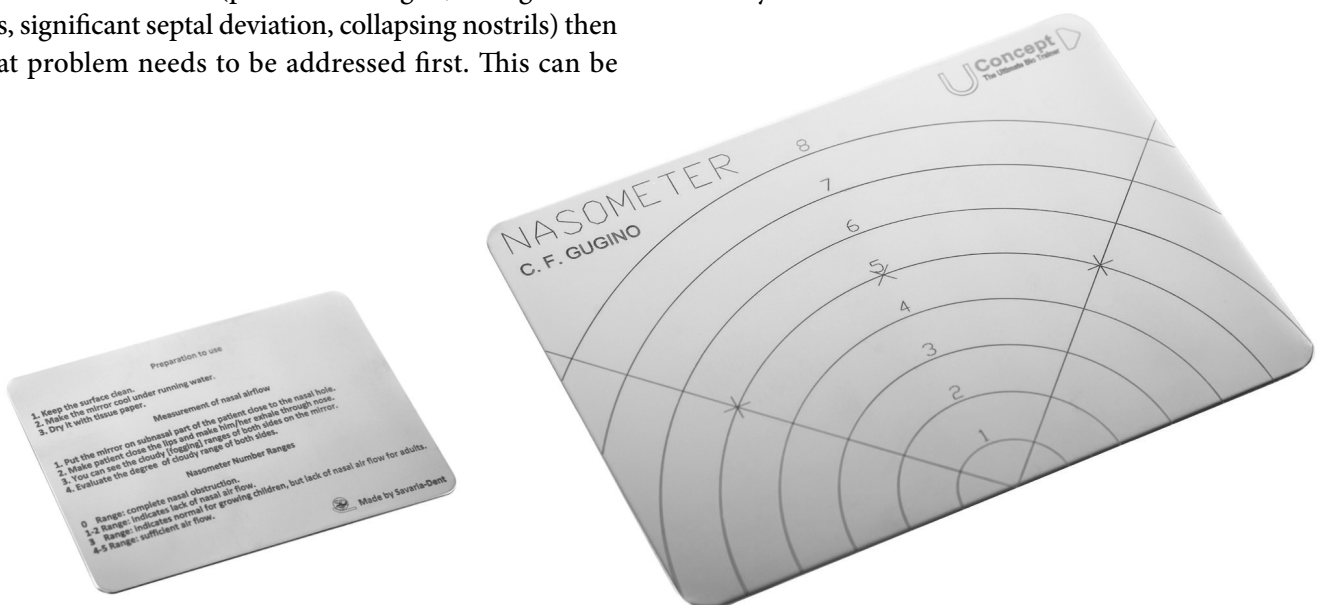 s, significant septal deviation, collapsing nostrils) then
at problem needs to be addressed first. This can be
Preparation to use
1. Keep the surface clean.
2. Make the mirror cool under running water.
3. Dry it with tissue paper.
Measurement of nasal airflow
1. Put the mirror on subnasal part of the patient close to the nasal hole.
2. Make patient close the lips and make him/her exhale through nose.
3. You can see the cloudy [fogging] ranges of both sides on the mirror.
4. Evaluate the degree of cloudy range of both sides.
Nasometer Number Ranges
0 Range: complete nasal obstruction.
1-2 Range: indicates lack of nasal air flow.
3 Range: indicates normal for growing children, but lack of nasal air flow for adults.
4-5 Range: sufficient air flow.
Made by Savaria-Dent
U Concept
The Ultimate Bio Trainer
NASOMETER
C. F. GUGINO
8
7
6
5
4
3
2
1